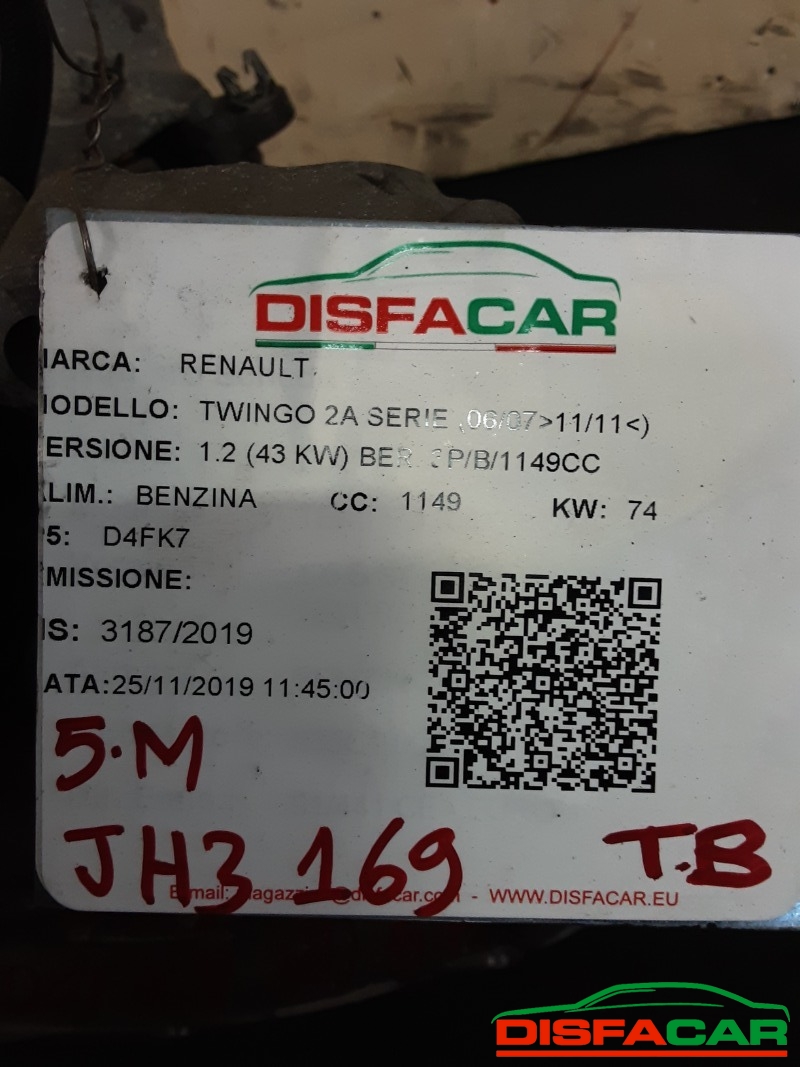 DISFACAR
IARCA: RENAULT
IODELLO: TWINGO 2A SERIE (06/07>11/11<)
ERSIONE: 1.2 (43 KW) BER. 3P/B/1149CC
LIM.: BENZINA CC: 1149 KW: 74
5: D4FK7
MISSIONE:
IS: 3187/2019
ATA:25/11/2019 11:45:00
5.M
JH3 169 T.B
E-mail: - WWW.DISFACAR.EU
DISFACAR